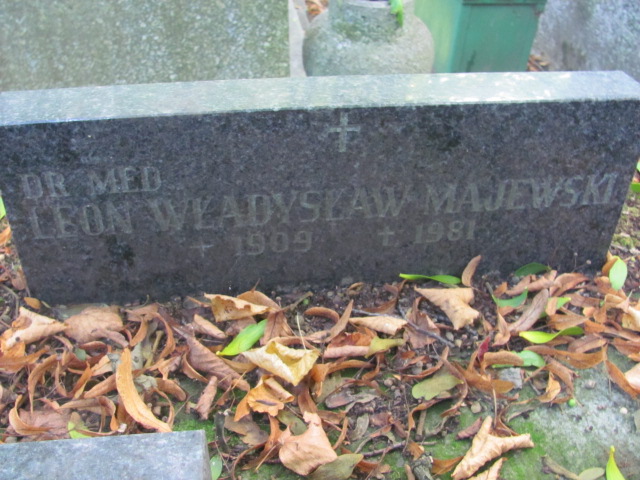 DR MED
LEON WŁADYSŁAW MAJEWSKI
1909 1981